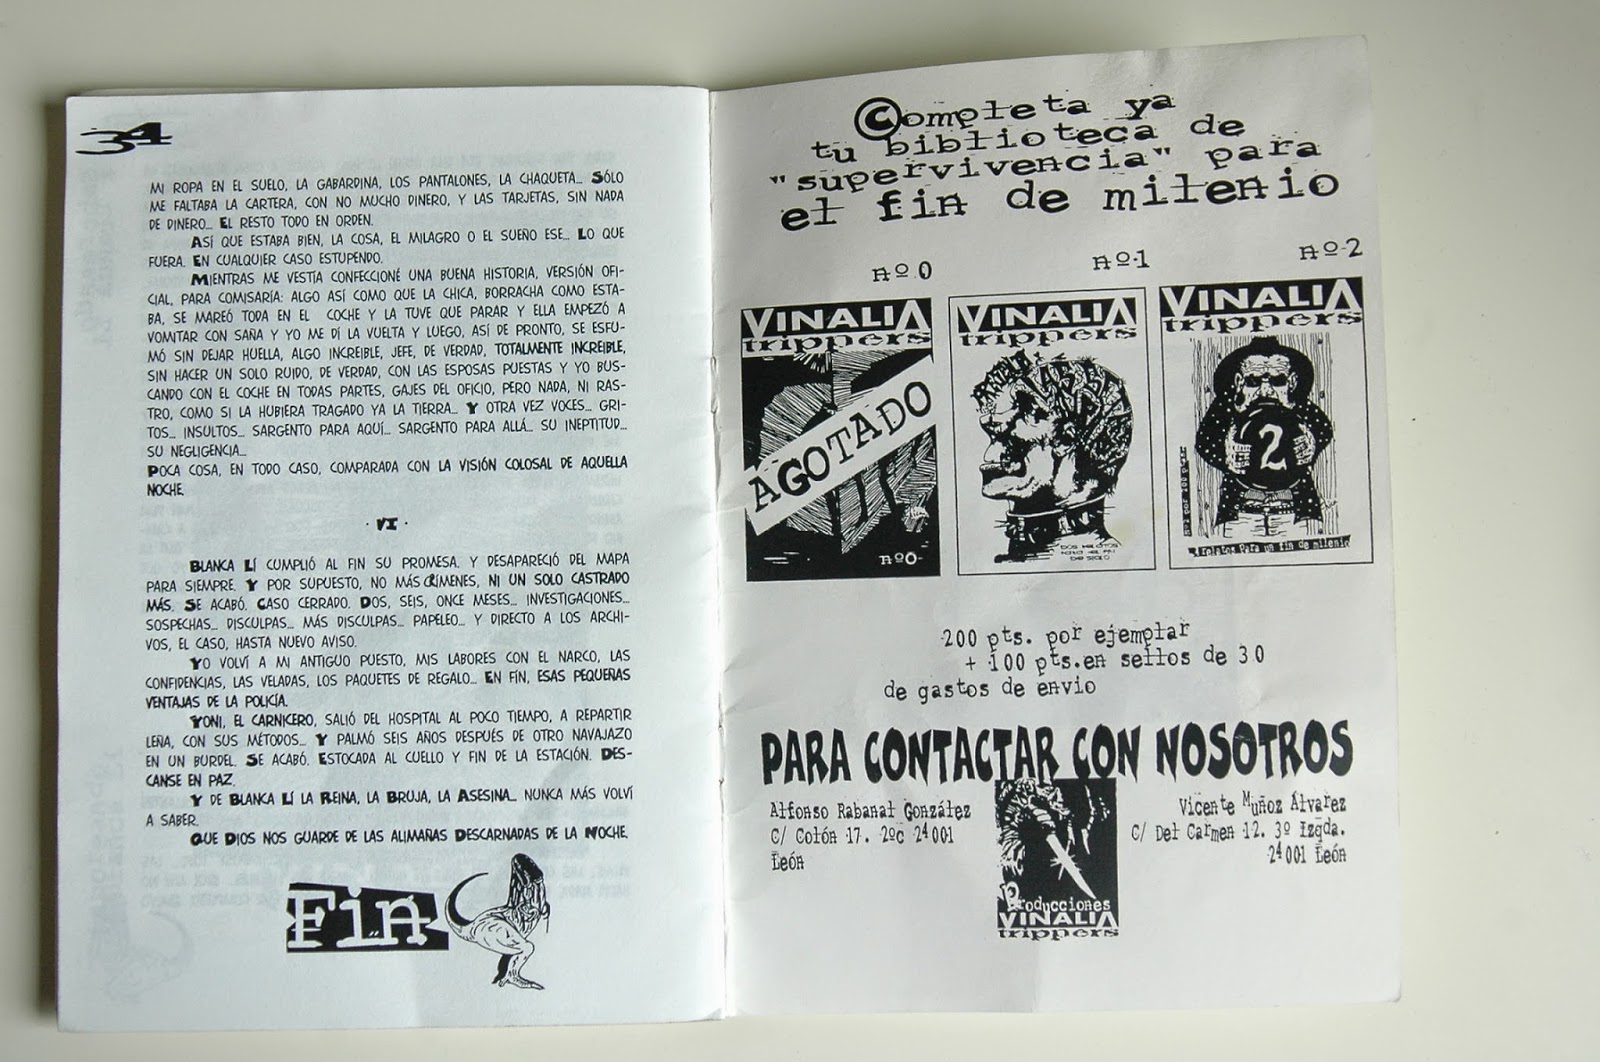 34
MI ROPA EN EL SUELO, LA GABARDINA, LOS PANTALONES, LA CHAQUETA... SÓLO
ME FALTABA LA CARTERA, CON NO MUCHO DINERO, Y LAS TARJETAS, SIN NADA
DE DINERO... EL RESTO TODO EN ORDEN.
ASÍ QUE ESTABA BIEN, LA COSA, EL MILAGRO O EL SUEÑO ESE... LO QUE
FUERA. EN CUALQUIER CASO ESTUPENDO.
MIENTRAS ME VESTÍA CONFECCIONÉ UNA BUENA HISTORIA, VERSIÓN OFI-
CIAL, PARA COMISARÍA: ALGO ASÍ COMO QUE LA CHICA, BORRACHA COMO ESTA-
BA, SE MAREÓ TODA EN EL COCHE Y LA TUVE QUE PARAR Y ELLA EMPEZÓ A
VOMITAR CON SAÑA Y YO ME DÍ LA VUELTA Y LUEGO, ASÍ DE PRONTO, SE ESFU-
MÓ SIN DEJAR HUELLA, ALGO INCREIBLE, JEFE, DE VERDAD, TOTALMENTE INCREIBLE,
SIN HACER UN SOLO RUIDO, DE VERDAD, CON LAS ESPOSAS PUESTAS Y YO BUS-
CANDO CON EL COCHE EN TODAS PARTES, GAJES DEL OFICIO, PERO NADA, NI RAS-
TRO, COMO SI LA HUBIERA TRAGADO YA LA TIERRA... Y OTRA VEZ VOCES... GRI-
TOS... INSULTOS... SARGENTO PARA AQUÍ... SARGENTO PARA ALLÁ... SU INEPTITUD...
SU NEGLIGENCIA...
POCA COSA, EN TODO CASO, COMPARADA CON LA VISIÓN COLOSAL DE AQUELLA
NOCHE.
· VI ·
BLANCA LÍ CUMPLIÓ AL FIN SU PROMESA. Y DESAPARECIÓ DEL MAPA
PARA SIEMPRE. Y POR SUPUESTO, NO MÁS CRÍMENES, NI UN SOLO CASTRADO
MÁS. SE ACABÓ. CASO CERRADO. DOS, SEIS, ONCE MESES... INVESTIGACIONES...
SOSPECHAS... DISCULPAS... MÁS DISCULPAS... PAPELEO... Y DIRECTO A LOS ARCHI-
VOS, EL CASO, HASTA NUEVO AVISO.
YO VOLVÍ A MI ANTIGUO PUESTO, MIS LABORES CON EL NARCO, LAS
CONFIDENCIAS, LAS VELADAS, LOS PAQUETES DE REGALO... EN FÍN, ESAS PEQUEÑAS
VENTAJAS DE LA POLICÍA.
YONI, EL CARNICERO, SALIÓ DEL HOSPITAL AL POCO TIEMPO, A REPARTIR
LEÑA, CON SUS MÉTODOS... Y PALMÓ SEIS AÑOS DESPUÉS DE OTRO NAVAJAZO
EN UN BURDEL. SE ACABÓ. ESTOCADA AL CUELLO Y FIN DE LA ESTACIÓN. DES-
CANSE EN PAZ.
Y DE BLANCA LÍ LA REINA, LA BRUJA, LA ASESINA... NUNCA MÁS VOLVÍ
A SABER.
QUE DIOS NOS GUARDE DE LAS ALIMAÑAS DESCARNADAS DE LA NOCHE.
Fin
Completa ya
tu biblioteca de
"supervivencia" para
el fin de milenio
nº 0
nº 1
nº 2
VINALIA
trippers
AGOTADO
nº0
VINALIA
trippers
VINALIA
trippers
2
relatos para un fin de milenio
200 pts. por ejemplar
+ 100 pts.en sellos de 30
de gastos de envio
PARA CONTACTAR CON NOSOTROS
Alfonso Rabanal González
C/ Colón 17. 2ºc 24001
León
Vicente Muñoz Álvarez
C/ Del Carmen 12. 3º Izqda.
24001 León
Producciones
VINALIA
trippers